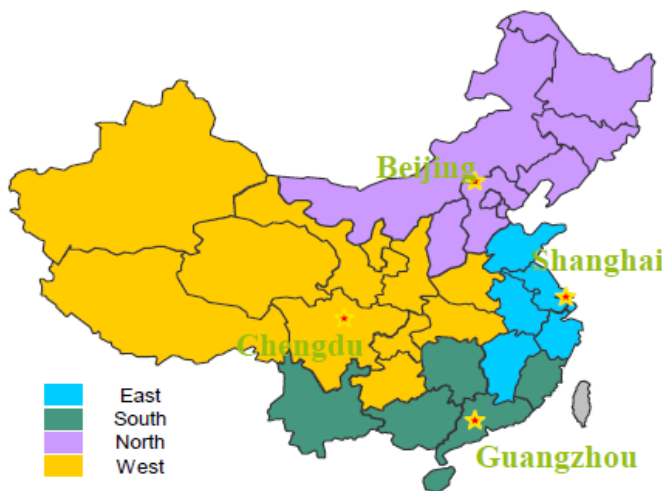 Beijing
Shanghai
Chengdu
Guangzhou
East
South
North
West